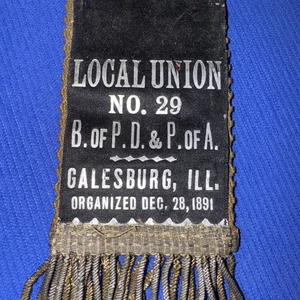 LOCAL UNION
NO. 29
B. OF P. D. & P. OF A.
GALESBURG, ILL.
ORGANIZED DEC. 28, 1891